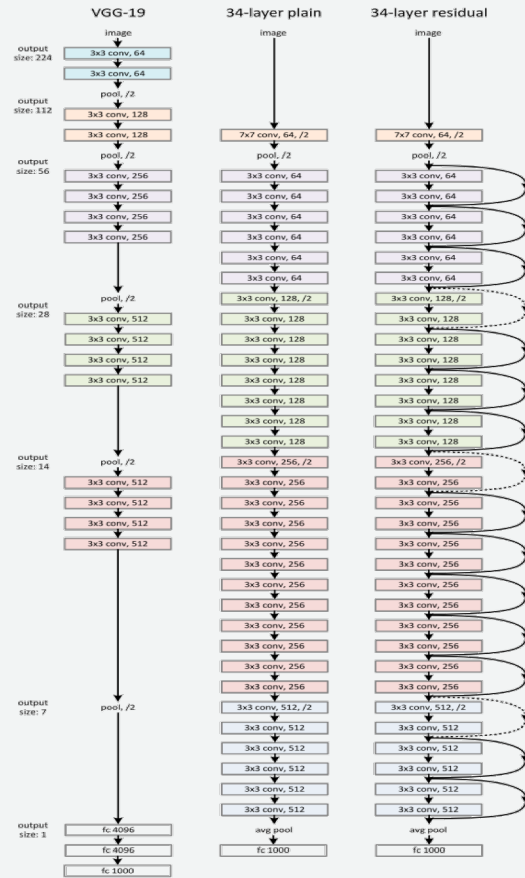 output
size: 224
output
size: 112
output
size: 56
output
size: 28
output
size: 14
output
size: 7
output
size: 1
VGG-19
image
3x3 conv, 64
3x3 conv, 64
pool, /2
3x3 conv, 128
3x3 conv, 128
pool, /2
3x3 conv, 256
3x3 conv, 256
3x3 conv, 256
3x3 conv, 256
pool, /2
3x3 conv, 512
3x3 conv, 512
3x3 conv, 512
3x3 conv, 512
pool, /2
3x3 conv, 512
3x3 conv, 512
3x3 conv, 512
3x3 conv, 512
pool, /2
fc 4096
fc 4096
fc 1000
34-layer plain
image
7x7 conv, 64, /2
pool, /2
3x3 conv, 64
3x3 conv, 64
3x3 conv, 64
3x3 conv, 64
3x3 conv, 64
3x3 conv, 64
3x3 conv, 128, /2
3x3 conv, 128
3x3 conv, 128
3x3 conv, 128
3x3 conv, 128
3x3 conv, 128
3x3 conv, 128
3x3 conv, 128
3x3 conv, 256, /2
3x3 conv, 256
3x3 conv, 256
3x3 conv, 256
3x3 conv, 256
3x3 conv, 256
3x3 conv, 256
3x3 conv, 256
3x3 conv, 256
3x3 conv, 256
3x3 conv, 256
3x3 conv, 256
3x3 conv, 512, /2
3x3 conv, 512
3x3 conv, 512
3x3 conv, 512
3x3 conv, 512
3x3 conv, 512
avg pool
fc 1000
34-layer residual
image
7x7 conv, 64, /2
pool, /2
3x3 conv, 64
3x3 conv, 64
3x3 conv, 64
3x3 conv, 64
3x3 conv, 64
3x3 conv, 64
3x3 conv, 128, /2
3x3 conv, 128
3x3 conv, 128
3x3 conv, 128
3x3 conv, 128
3x3 conv, 128
3x3 conv, 128
3x3 conv, 128
3x3 conv, 256, /2
3x3 conv, 256
3x3 conv, 256
3x3 conv, 256
3x3 conv, 256
3x3 conv, 256
3x3 conv, 256
3x3 conv, 256
3x3 conv, 256
3x3 conv, 256
3x3 conv, 256
3x3 conv, 256
3x3 conv, 512, /2
3x3 conv, 512
3x3 conv, 512
3x3 conv, 512
3x3 conv, 512
3x3 conv, 512
avg pool
fc 1000